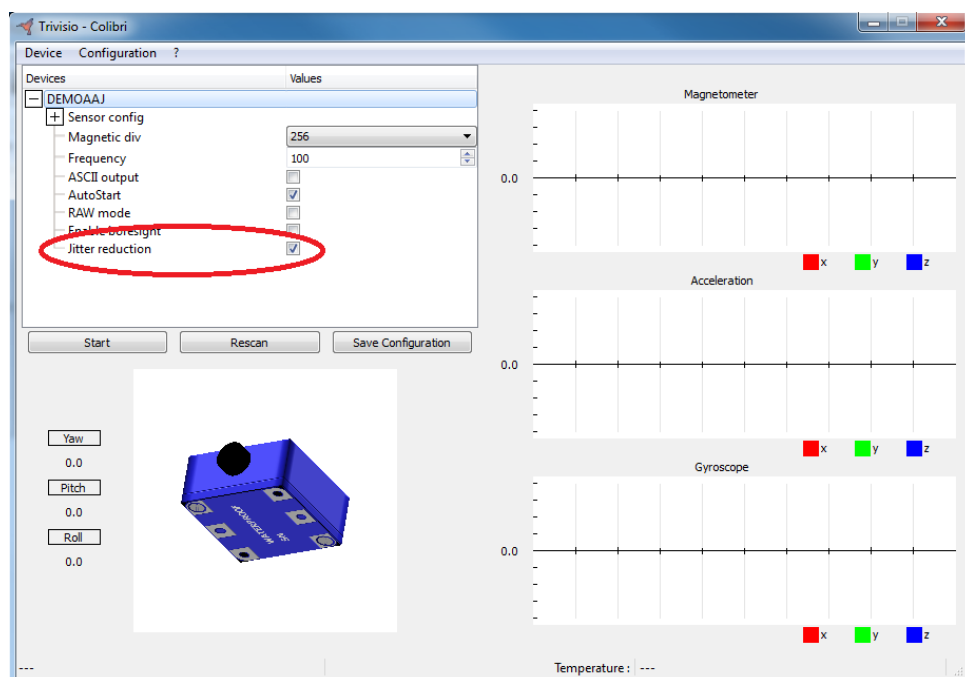 Trivisio - Colibri
Device Configuration ?
Devices Values
DEMOAAJ
Sensor config
Magnetic div 256
Frequency 100
ASCII output
AutoStart
RAW mode
Enable boresight
Jitter reduction
Start Rescan Save Configuration
Yaw
0.0
Pitch
0.0
Roll
0.0
WATERPROOF
SN
Magnetometer
0.0
x y z
Acceleration
0.0
x y z
Gyroscope
0.0
x y z
--- Temperature : ---